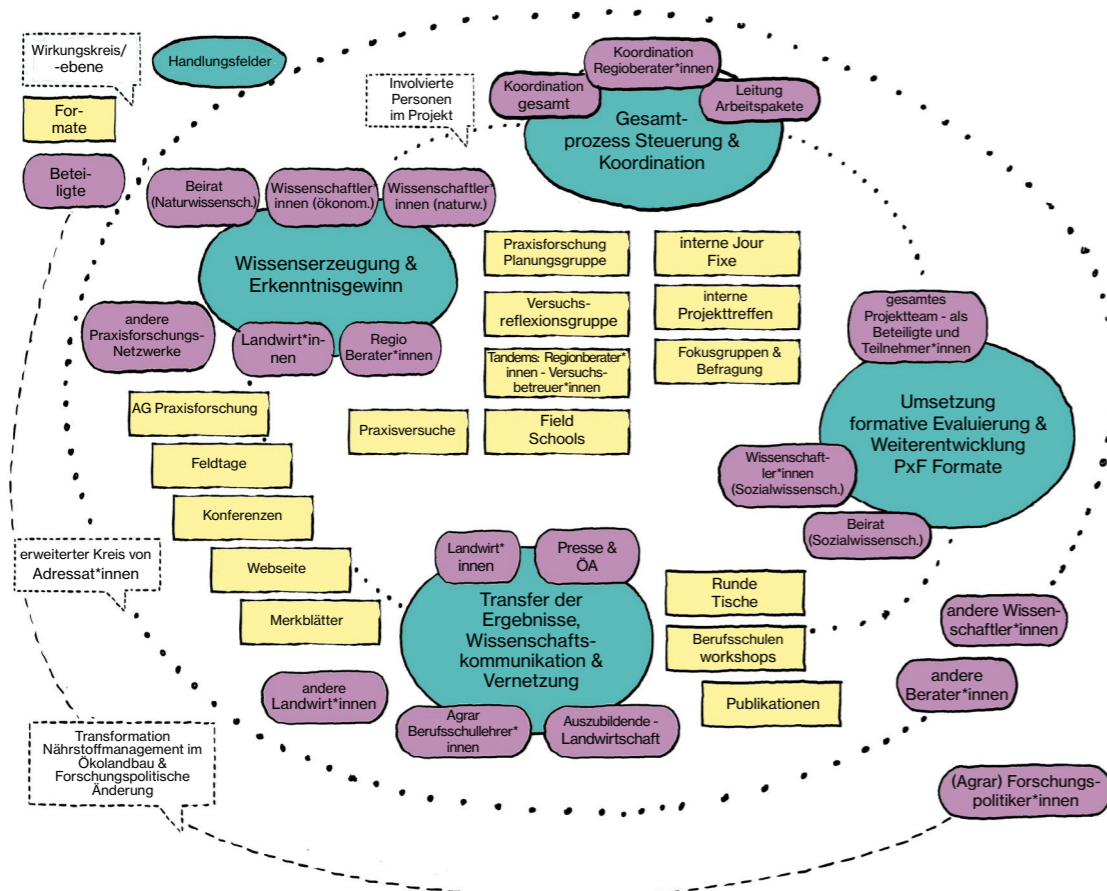 Wirkungskreis/
-ebene
Handlungsfelder
For-
mate
Betei-
ligte
Involvierte
Personen
im Projekt
Koordination
Regioberater*innen
Koordination
gesamt
Leitung
Arbeitspakete
Gesamt-
prozess Steuerung &
Koordination
Beirat
(Naturwissensch.)
Wissenschaftler*
innen (ökonom.)
Wissenschaftler*
innen (naturw.)
Wissenserzeugung &
Erkenntnisgewinn
andere
Praxisforschungs-
Netzwerke
Landwirt*in-
nen
Regio
Berater*innen
Praxisforschung
Planungsgruppe
interne Jour
Fixe
Versuchs-
reflexionsgruppe
interne
Projekttreffen
Tandems: Regionberater*
innen - Versuchs-
betreuer*innen
Fokusgruppen &
Befragung
Praxisversuche
Field
Schools
gesamtes
Projektteam - als
Beteiligte und
Teilnehmer*innen
Umsetzung
formative Evaluierung &
Weiterentwicklung
PxF Formate
Wissenschaft-
ler*innen
(Sozialwissensch.)
Beirat
(Sozialwissensch.)
AG Praxisforschung
Feldtage
Konferenzen
Webseite
Merkblätter
erweiterter Kreis von
Adressat*innen
Landwirt*
innen
Presse &
ÖA
Transfer der
Ergebnisse,
Wissenschafts-
kommunikation &
Vernetzung
andere
Landwirt*innen
Agrar
Berufsschullehrer*
innen
Auszubildende -
Landwirtschaft
Runde
Tische
Berufsschulen
workshops
Publikationen
andere Wissen-
schaftler*innen
andere
Berater*innen
Transformation
Nährstoffmanagement im
Ökolandbau &
Forschungspolitische
Änderung
(Agrar) Forschungs-
politiker*innen